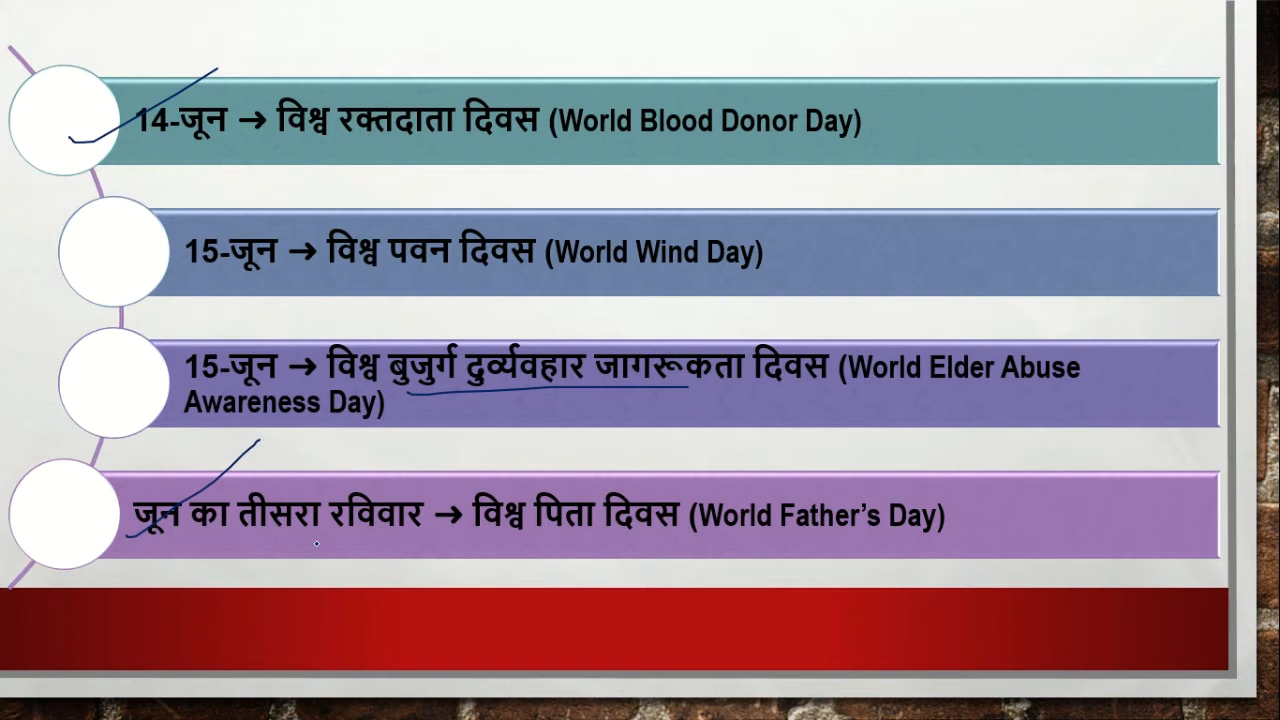 14-जून → विश्व रक्तदाता दिवस (World Blood Donor Day)
15-जून → विश्व पवन दिवस (World Wind Day)
15-जून → विश्व बुजुर्ग दुर्व्यवहार जागरूकता दिवस (World Elder Abuse
Awareness Day)
जून का तीसरा रविवार → विश्व पिता दिवस (World Father’s Day)